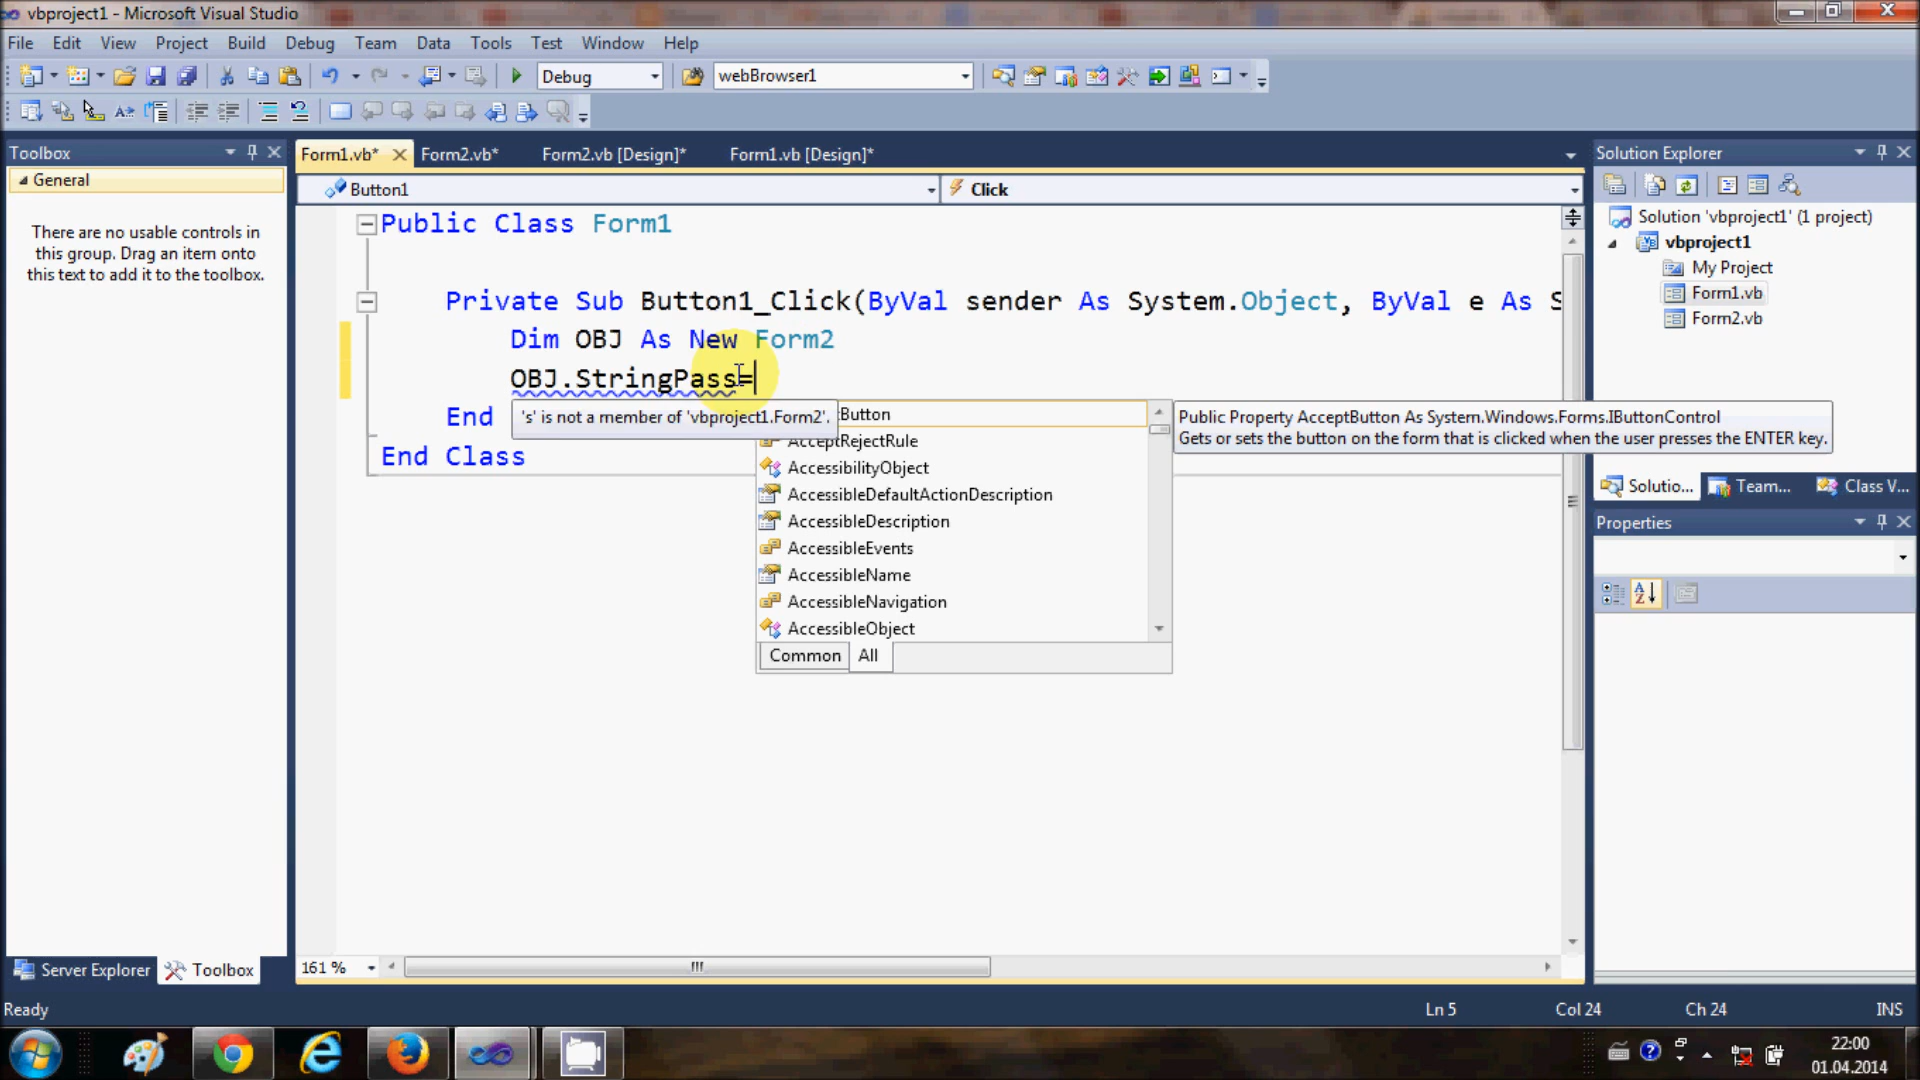 vbproject1 - Microsoft Visual Studio
File Edit View Project Build Debug Team Data Tools Test Window Help
Debug
webBrowser1
Toolbox
General
There are no usable controls in
this group. Drag an item onto
this text to add it to the toolbox.
Server Explorer
Toolbox
Form1.vb*
Form2.vb*
Form2.vb [Design]*
Form1.vb [Design]*
Button1
Click
Public Class Form1
Private Sub Button1_Click(ByVal sender As System.Object, ByVal e As S
Dim OBJ As New Form2
OBJ.StringPass=
End
's' is not a member of 'vbproject1.Form2'.
End Class
tButton
AcceptRejectRule
AccessibilityObject
AccessibleDefaultActionDescription
AccessibleDescription
AccessibleEvents
AccessibleName
AccessibleNavigation
AccessibleObject
Common
All
Public Property AcceptButton As System.Windows.Forms.IButtonControl
Gets or sets the button on the form that is clicked when the user presses the ENTER key.
161 %
Solution Explorer
Solution 'vbproject1' (1 project)
vbproject1
My Project
Form1.vb
Form2.vb
Solutio...
Team...
Class V...
Properties
Ready
Ln 5
Col 24
Ch 24
INS
22:00
01.04.2014